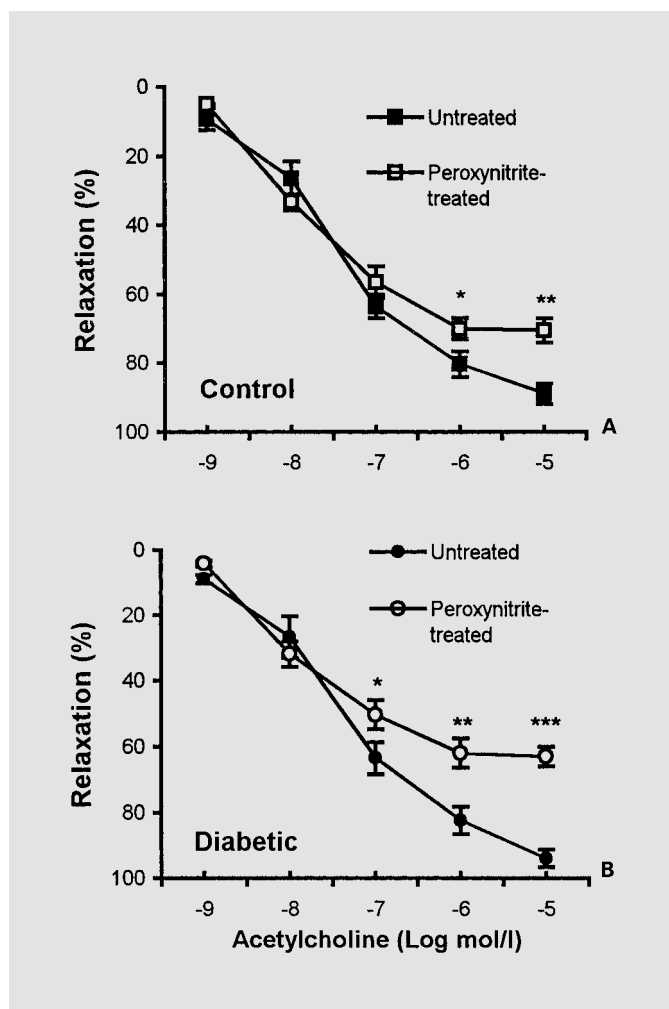 0
20
40
60
80
100
Relaxation (%)
Untreated
Peroxynitrite-
treated
*
**
Control
A
-9
-8
-7
-6
-5
0
20
40
60
80
100
Relaxation (%)
Untreated
Peroxynitrite-
treated
*
**
***
Diabetic
B
-9
-8
-7
-6
-5
Acetylcholine (Log mol/l)